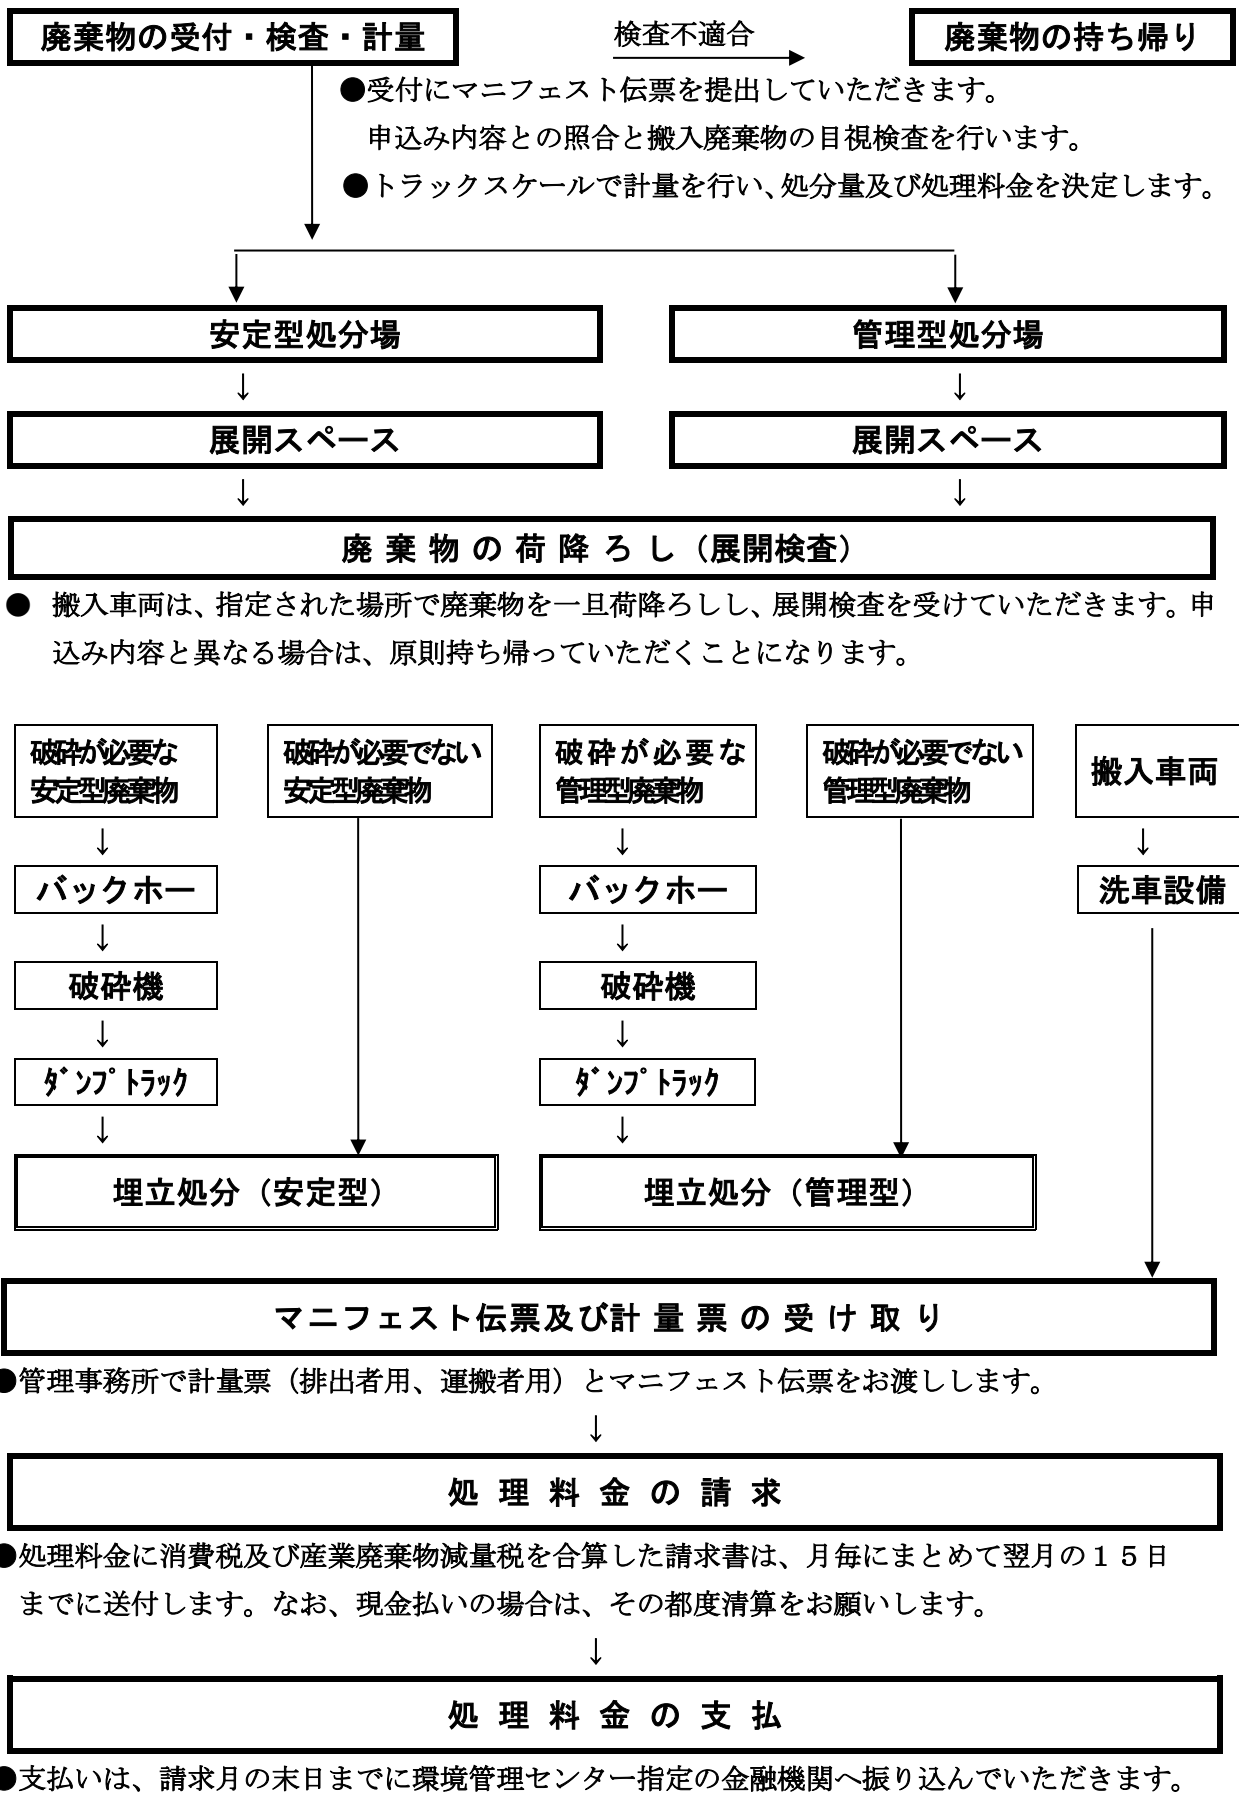 廃棄物の受付・検査・計量
検査不適合
廃棄物の持ち帰り
●受付にマニフェスト伝票を提出していただきます。
申込み内容との照合と搬入廃棄物の目視検査を行います。
●トラックスケールで計量を行い、処分量及び処理料金を決定します。
安定型処分場
管理型処分場
↓
↓
展開スペース
展開スペース
↓
↓
廃棄物の荷降ろし（展開検査）
● 搬入車両は、指定された場所で廃棄物を一旦荷降ろしし、展開検査を受けていただきます。申
込み内容と異なる場合は、原則持ち帰っていただくことになります。
破砕が必要な
安定型廃棄物
破砕が必要でない
安定型廃棄物
破砕が必要な
管理型廃棄物
破砕が必要でない
管理型廃棄物
搬入車両
↓
↓
↓
バックホー
バックホー
洗車設備
↓
↓
破砕機
破砕機
↓
↓
ﾀﾞﾝﾌﾟﾄﾗｯｸ
ﾀﾞﾝﾌﾟﾄﾗｯｸ
↓
↓
埋立処分（安定型）
埋立処分（管理型）
マニフェスト伝票及び計量票の受け取り
●管理事務所で計量票（排出者用、運搬者用）とマニフェスト伝票をお渡しします。
↓
処理料金の請求
●処理料金に消費税及び産業廃棄物減量税を合算した請求書は、月毎にまとめて翌月の１５日
までに送付します。なお、現金払いの場合は、その都度清算をお願いします。
↓
処理料金の支払
●支払いは、請求月の末日までに環境管理センター指定の金融機関へ振り込んでいただきます。